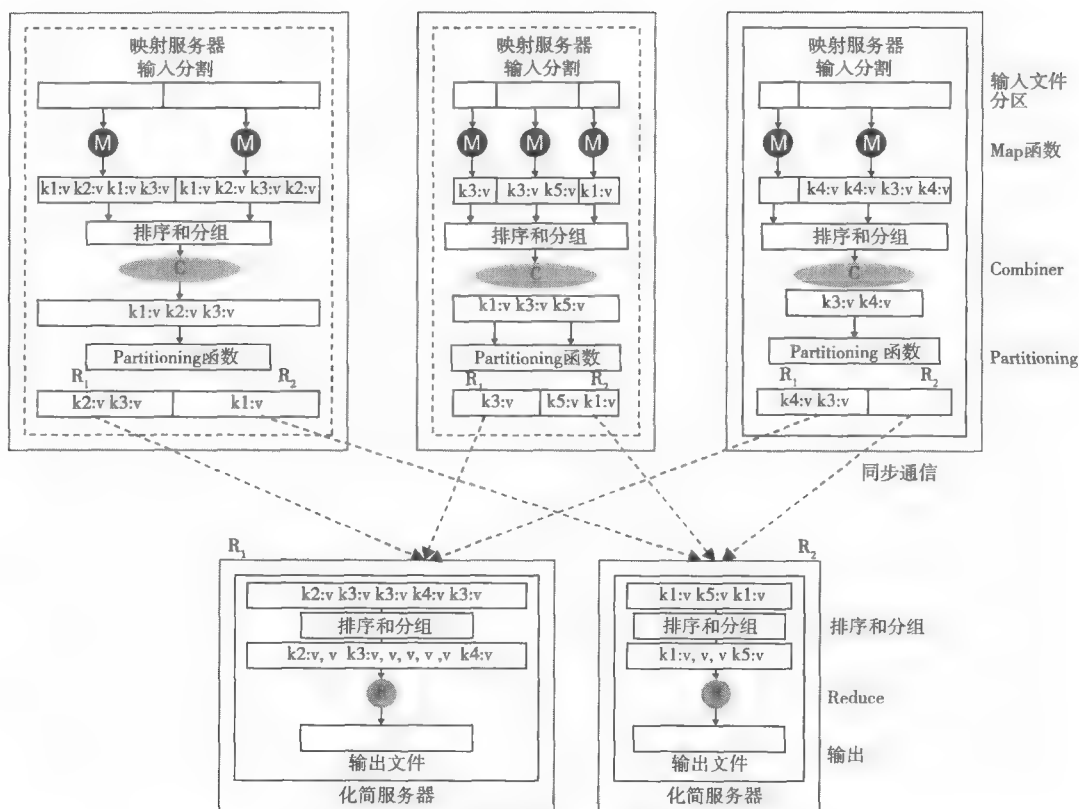 映射服务器
输入分割
M
M
k1:v k2:v k1:v k3:v
k1:v k2:v k3:v k2:v
排序和分组
C
k1:v k2:v k3:v
Partitioning函数
R1
R2
k2:v k3:v
k1:v
映射服务器
输入分割
M
M
M
k3:v
k3:v k5:v
k1:v
排序和分组
C
k1:v k3:v k5:v
Partitioning函数
R1
R2
k3:v
k5:v k1:v
映射服务器
输入分割
M
M
k4:v k4:v k3:v k4:v
排序和分组
C
k3:v k4:v
Partitioning 函数
R1
R2
k4:v k3:v
输入文件
分区
Map函数
Combiner
Partitioning
同步通信
R1
k2:v k3:v k3:v k4:v k3:v
排序和分组
k2:v, v k3:v, v, v, v ,v k4:v
输出文件
化简服务器
R2
k1:v k5:v k1:v
排序和分组
k1:v, v, v k5:v
输出文件
化简服务器
排序和分组
Reduce
输出